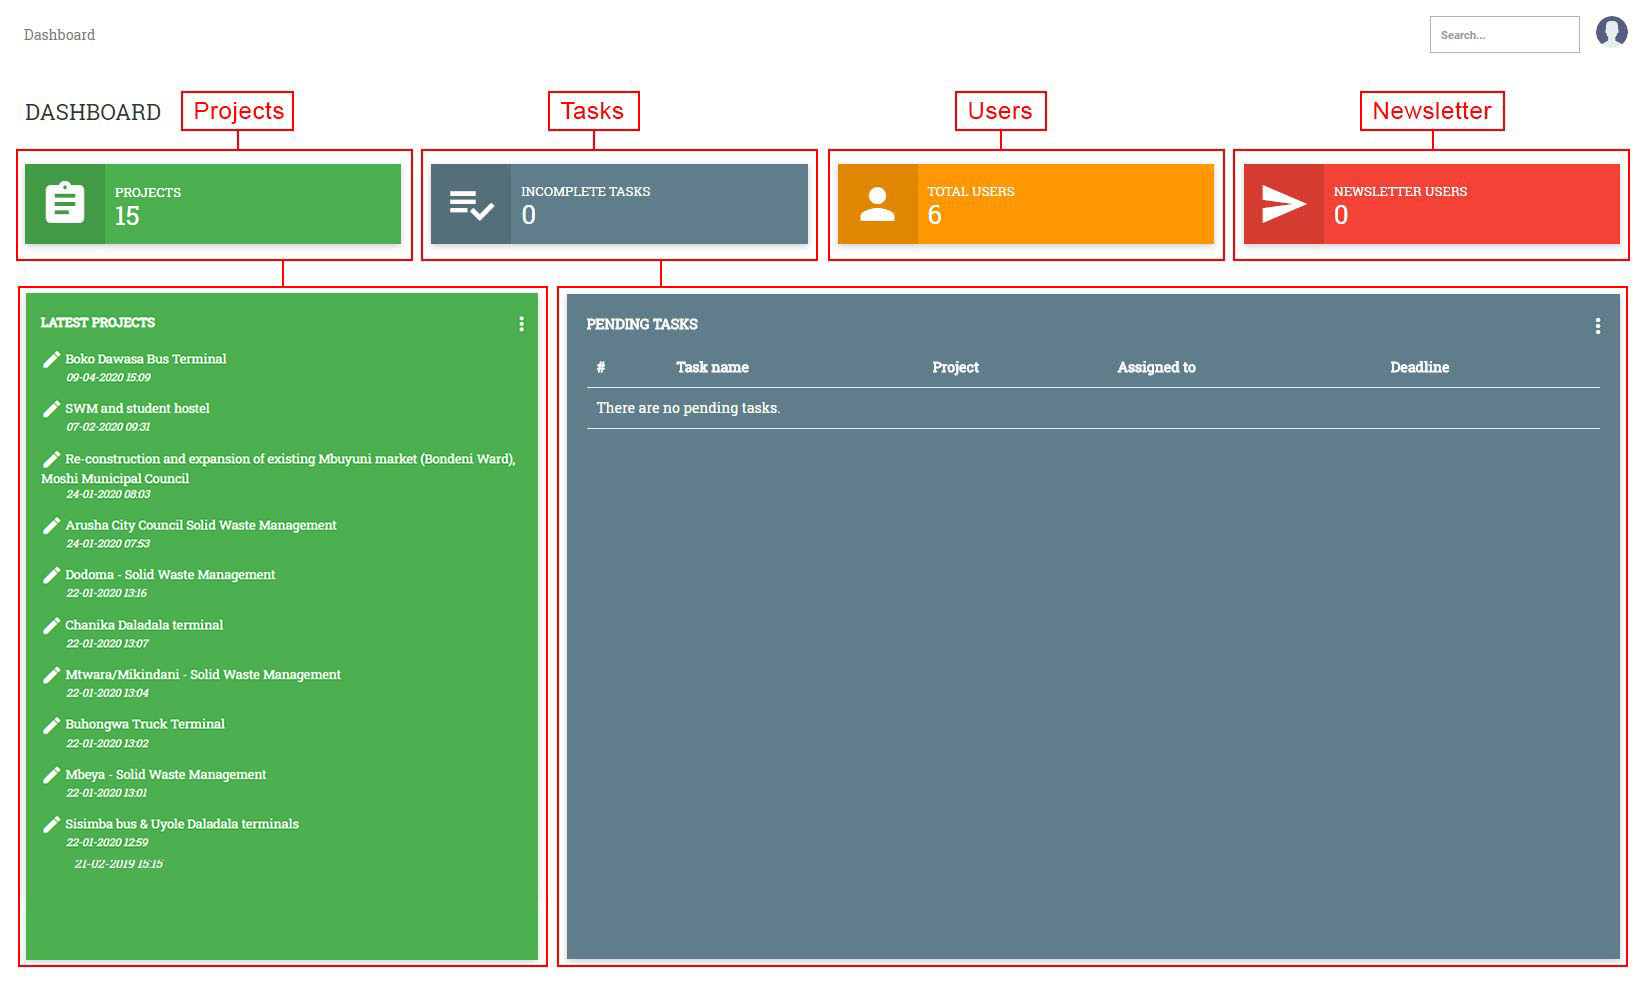 Dashboard
Search...
DASHBOARD
Projects
Tasks
Users
Newsletter
PROJECTS
15
INCOMPLETE TASKS
0
TOTAL USERS
6
NEWSLETTER USERS
0
LATEST PROJECTS
Boko Dawasa Bus Terminal
09-04-2020 15:09
SWM and student hostel
07-02-2020 09:31
Re-construction and expansion of existing Mbuyuni market (Bondeni Ward),
Moshi Municipal Council
24-01-2020 08:03
Arusha City Council Solid Waste Management
24-01-2020 07:53
Dodoma - Solid Waste Management
22-01-2020 13:16
Chanika Daladala terminal
22-01-2020 13:07
Mtwara/Mikindani - Solid Waste Management
22-01-2020 13:04
Buhongwa Truck Terminal
22-01-2020 13:02
Mbeya - Solid Waste Management
22-01-2020 13:01
Sisimba bus & Uyole Daladala terminals
22-01-2020 12:59
21-02-2019 15:15
PENDING TASKS
# Task name Project Assigned to Deadline
There are no pending tasks.